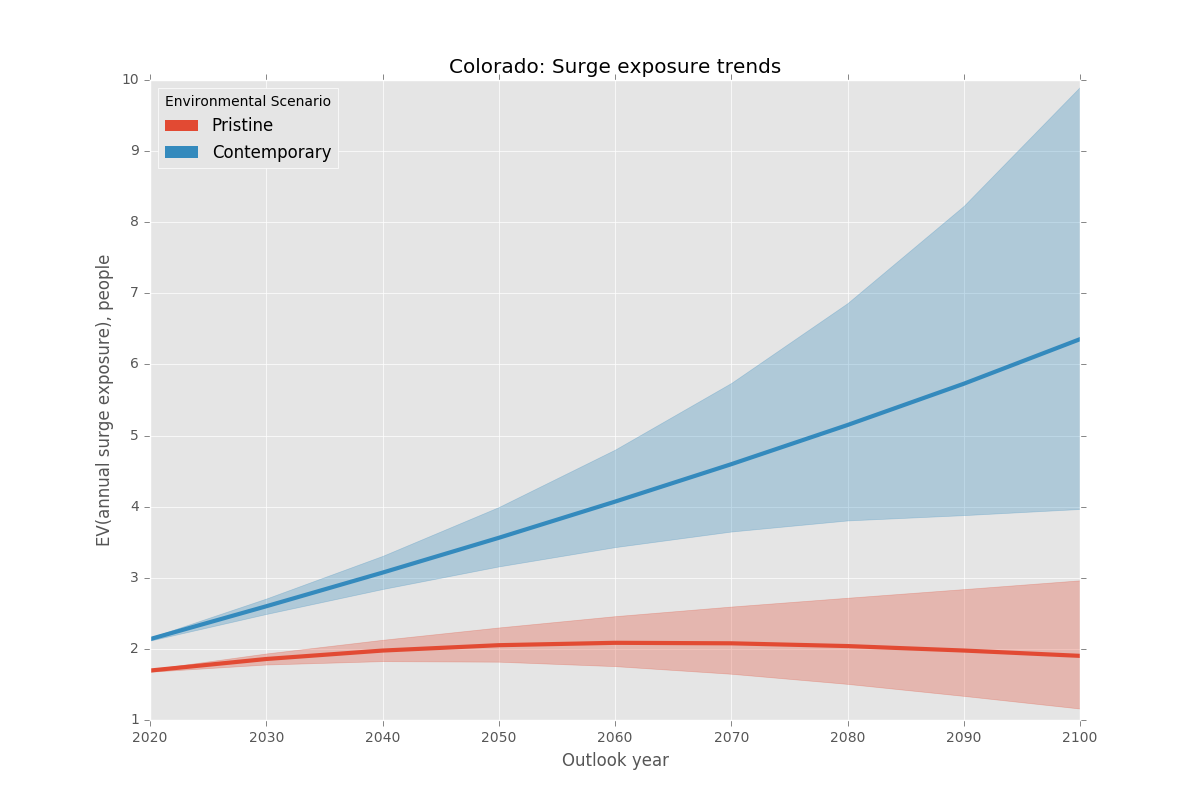 Colorado: Surge exposure trends
Environmental Scenario
Pristine
Contemporary
EV(annual surge exposure), people
10
9
8
7
6
5
4
3
2
1
2020 2030 2040 2050 2060 2070 2080 2090 2100
Outlook year